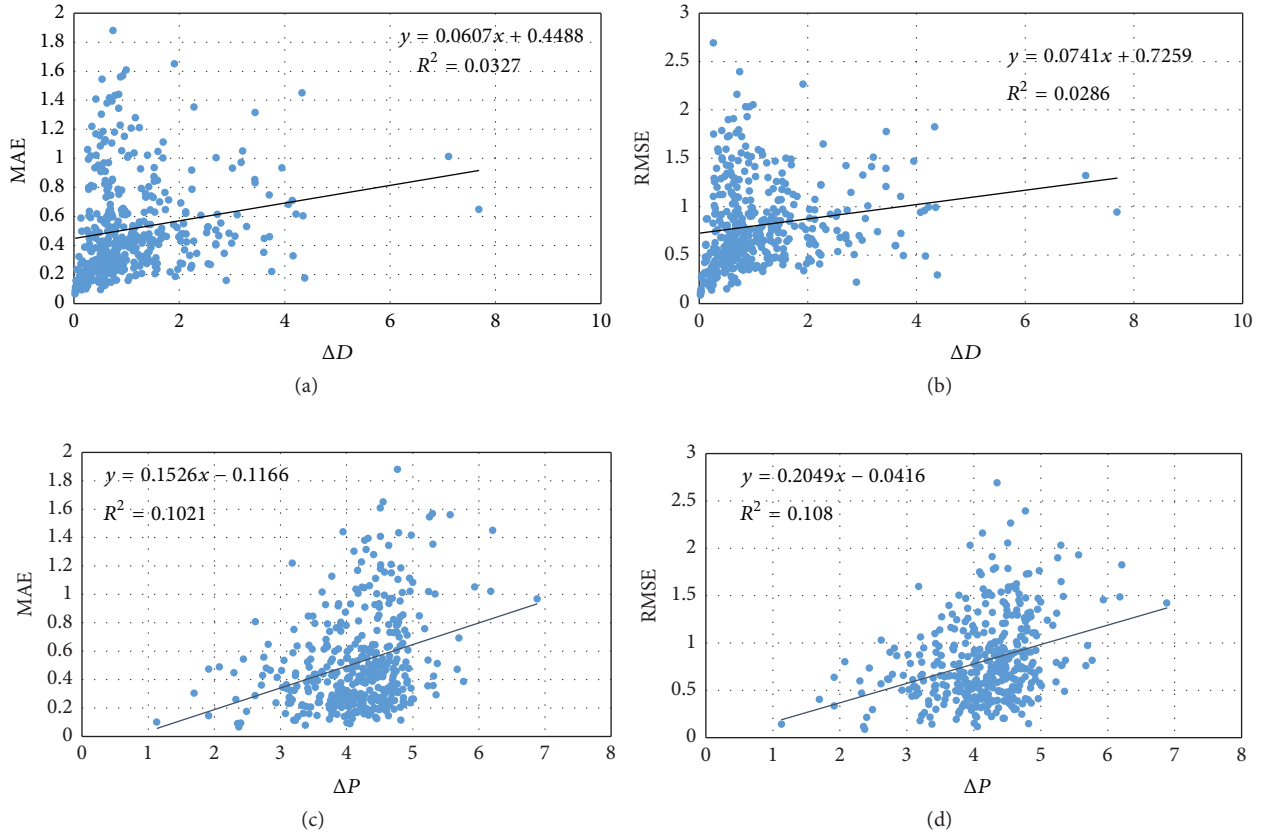 2
1.8
1.6
1.4
1.2
1
0.8
0.6
0.4
0.2
0
MAE
y = 0.0607x + 0.4488
R² = 0.0327
0 2 4 6 8 10
ΔD
(a)
3
2.5
2
1.5
1
0.5
0
RMSE
y = 0.0741x + 0.7259
R² = 0.0286
0 2 4 6 8 10
ΔD
(b)
2
1.8
1.6
1.4
1.2
1
0.8
0.6
0.4
0.2
0
MAE
y = 0.1526x − 0.1166
R² = 0.1021
0 1 2 3 4 5 6 7 8
ΔP
(c)
3
2.5
2
1.5
1
0.5
0
RMSE
y = 0.2049x − 0.0416
R² = 0.108
0 1 2 3 4 5 6 7 8
ΔP
(d)